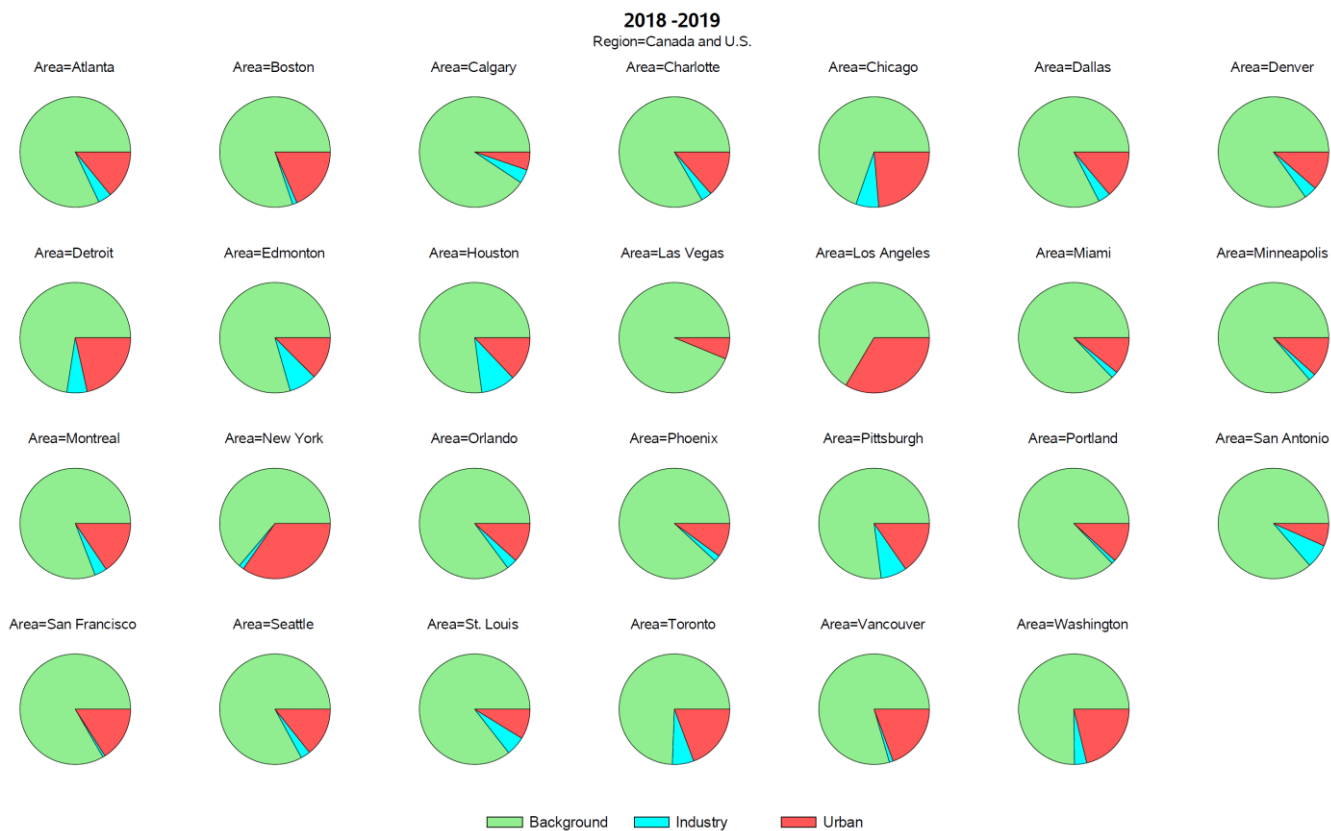 2018 -2019
Region=Canada and U.S.
Area=Atlanta
Area=Boston
Area=Calgary
Area=Charlotte
Area=Chicago
Area=Dallas
Area=Denver
Area=Detroit
Area=Edmonton
Area=Houston
Area=Las Vegas
Area=Los Angeles
Area=Miami
Area=Minneapolis
Area=Montreal
Area=New York
Area=Orlando
Area=Phoenix
Area=Pittsburgh
Area=Portland
Area=San Antonio
Area=San Francisco
Area=Seattle
Area=St. Louis
Area=Toronto
Area=Vancouver
Area=Washington
Background
Industry
Urban